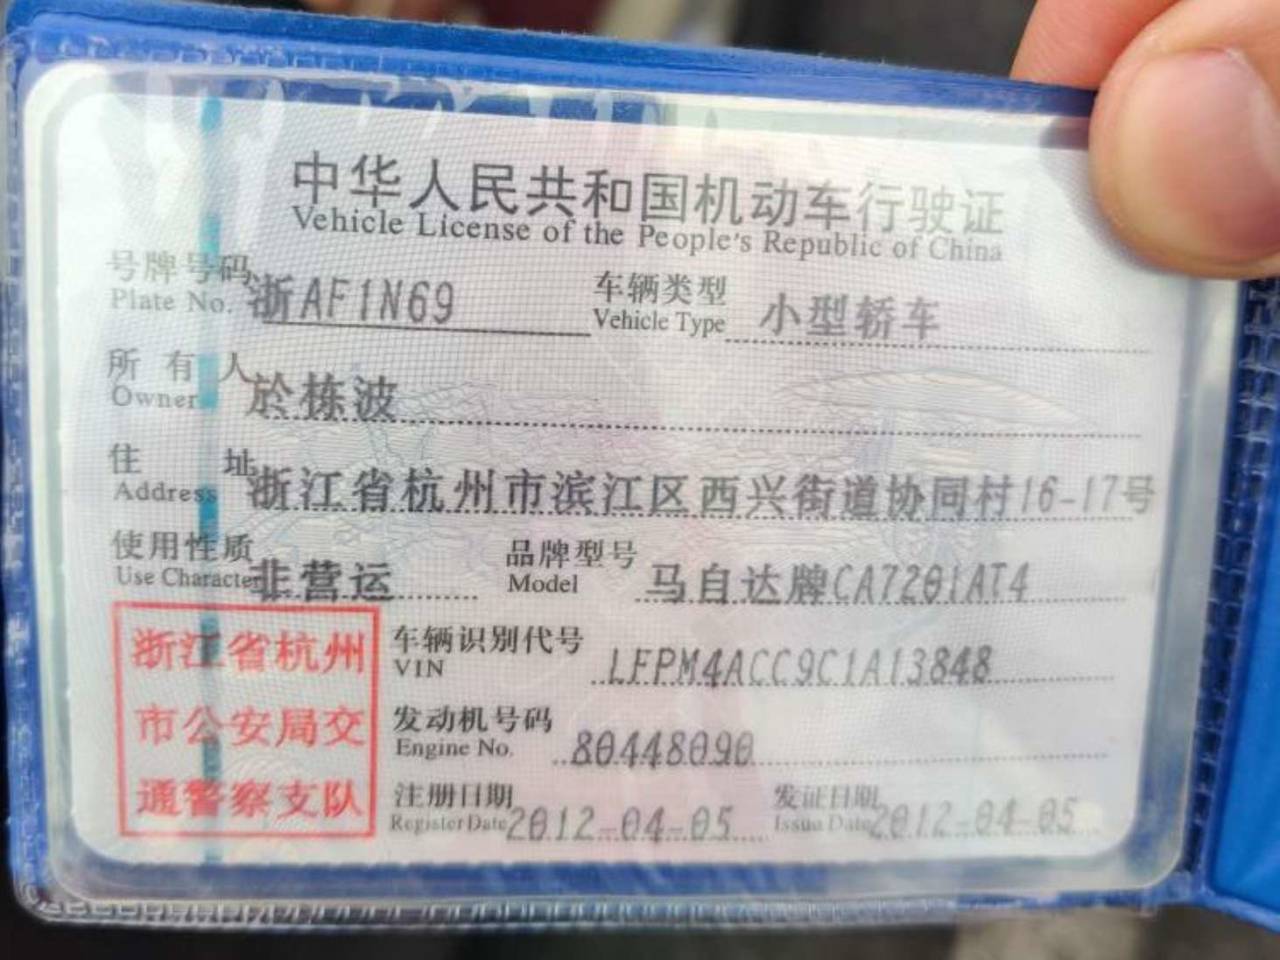 中华人民共和国机动车行驶证
Vehicle License of the People's Republic of China
号牌号码 浙AF1N69 车辆类型 小型轿车
Plate No. Vehicle Type
所有人 於栋波
Owner
住址 浙江省杭州市滨江区西兴街道协同村16-17号
Address
使用性质 非营运 品牌型号 马自达牌CA7201AT4
Use Character Model
浙江省杭州
市公安局交
通警察支队
车辆识别代号 LFPM4ACC9C1A13848
VIN
发动机号码 80448090
Engine No.
注册日期 2012-04-05 发证日期 2012-04-05
Register Date Issue Date